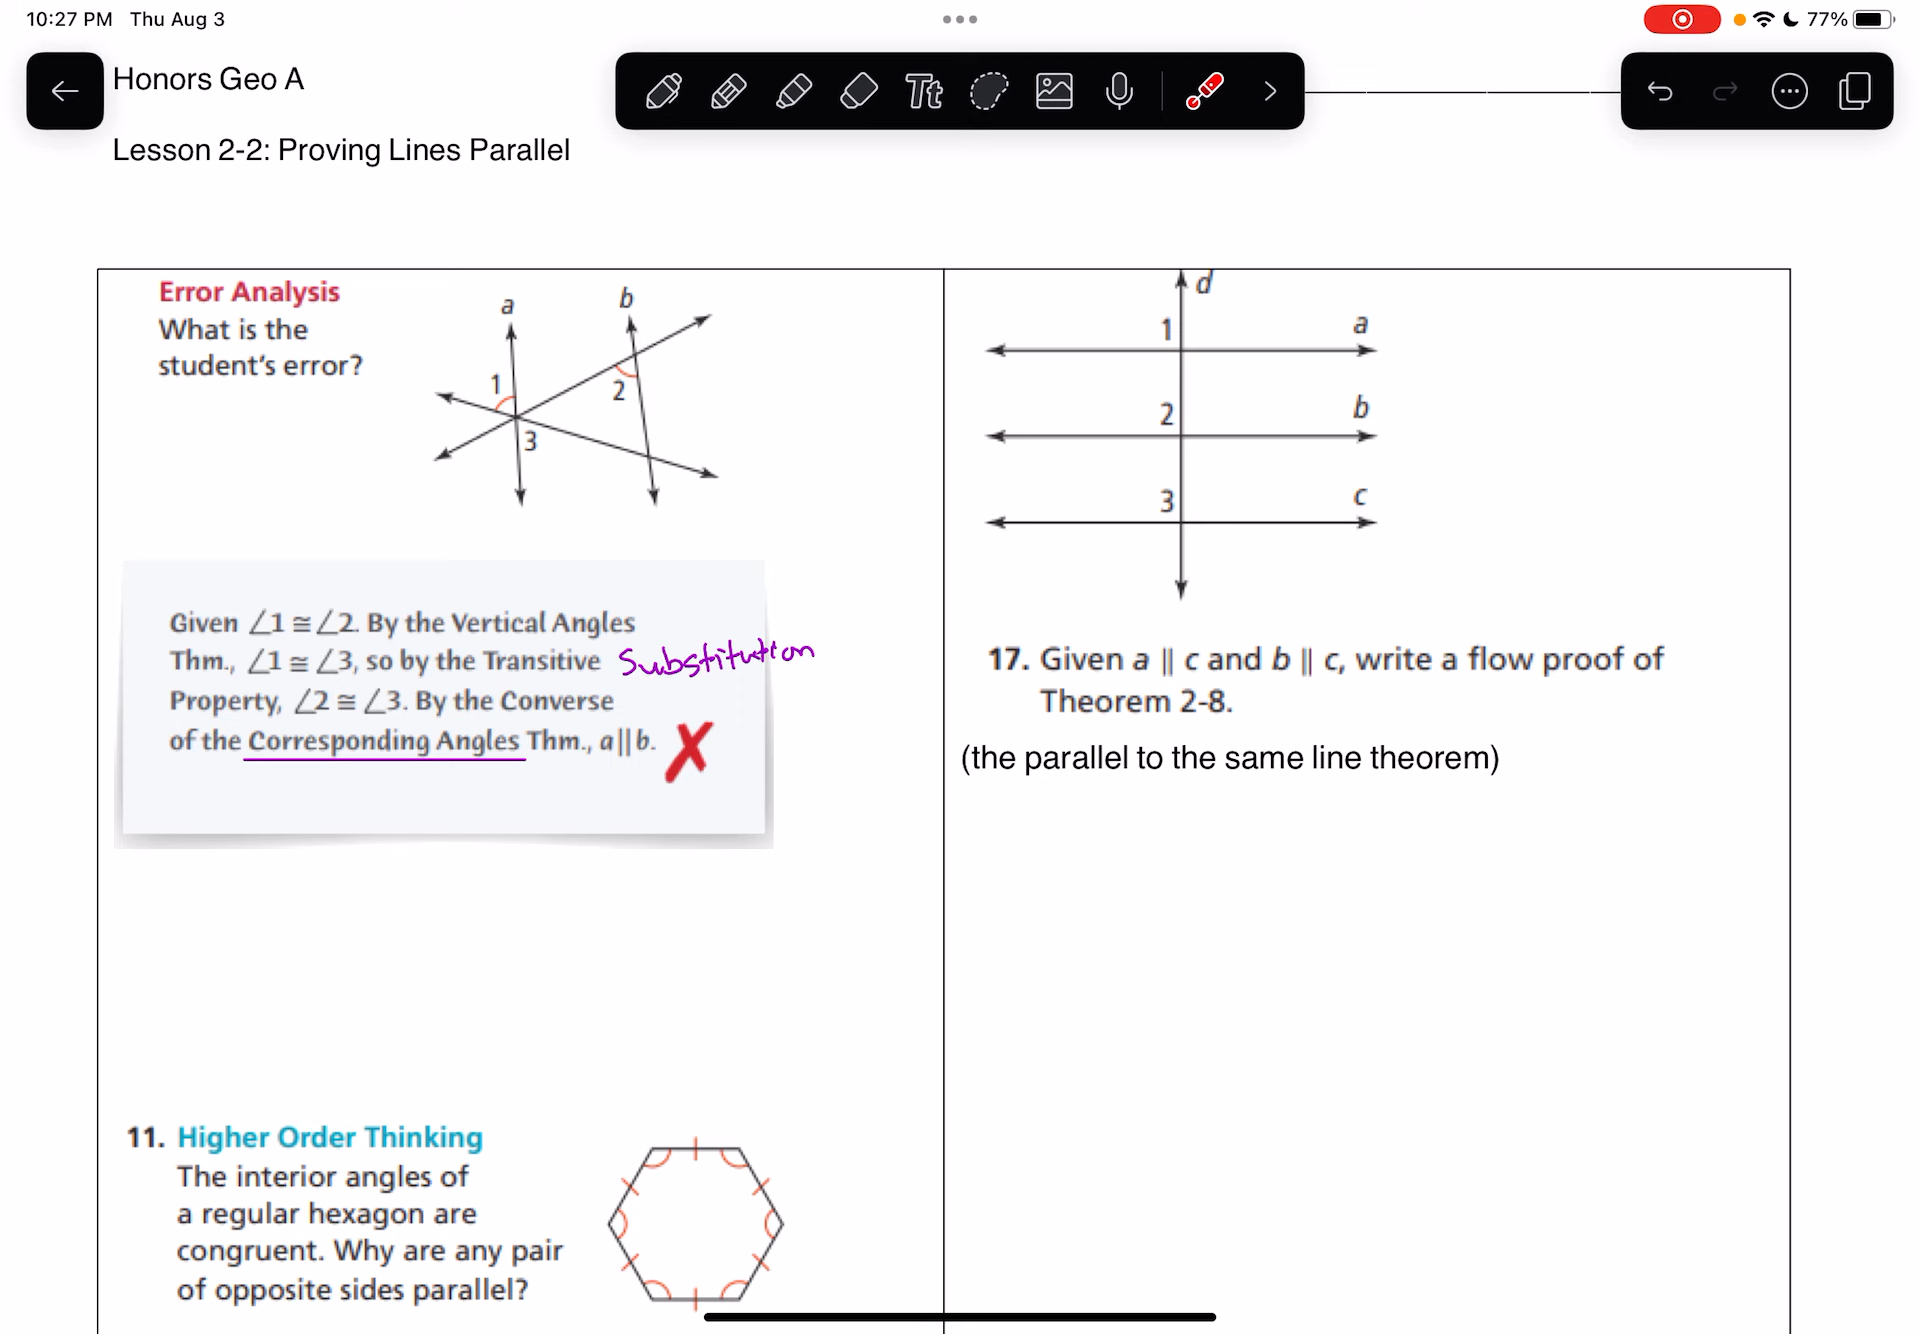 10:27 PM Thu Aug 3
77%
Honors Geo A
Tt
Lesson 2-2: Proving Lines Parallel
Error Analysis
What is the
student's error?
a
b
1
2
3
Given ∠1 ≅ ∠2. By the Vertical Angles
Thm., ∠1 ≅ ∠3, so by the Transitive Substitution
Property, ∠2 ≅ ∠3. By the Converse
of the Corresponding Angles Thm., a || b.
11. Higher Order Thinking
The interior angles of
a regular hexagon are
congruent. Why are any pair
of opposite sides parallel?
d
1 a
2 b
3 c
17. Given a || c and b || c, write a flow proof of
Theorem 2-8.
(the parallel to the same line theorem)